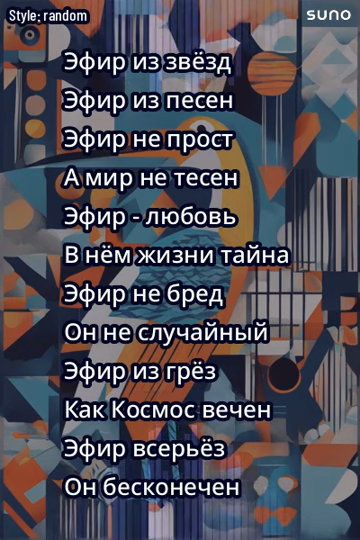 Style: random
suno
Эфир из звёзд
Эфир из песен
Эфир не прост
А мир не тесен
Эфир - любовь
В нём жизни тайна
Эфир не бред
Он не случайный
Эфир из грёз
Как Космос вечен
Эфир всерьёз
Он бесконечен